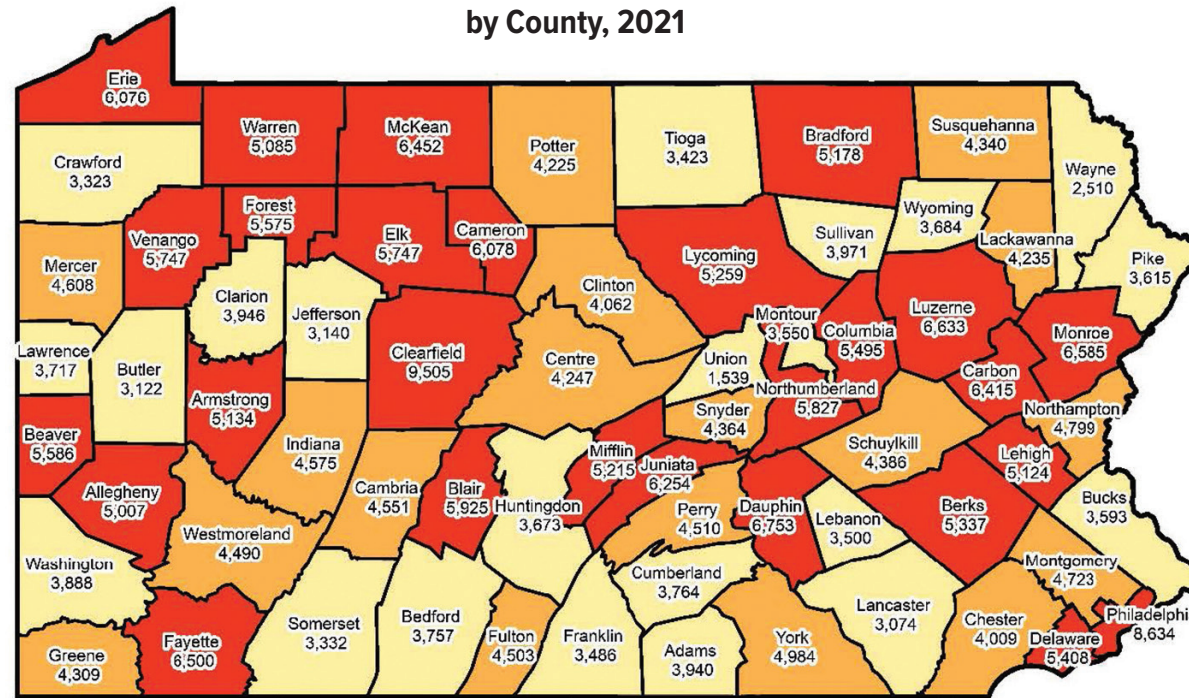 by County, 2021
Erie
6,076
Warren
5,085
McKean
6,452
Potter
4,225
Tioga
3,423
Bradford
5,178
Susquehanna
4,340
Wayne
2,510
Crawford
3,323
Forest
5,575
Venango
5,747
Elk
5,747
Cameron
6,078
Wyoming
3,684
Sullivan
3,971
Lackawanna
4,235
Pike
3,615
Mercer
4,608
Clarion
3,946
Jefferson
3,140
Clinton
4,062
Lycoming
5,259
Luzerne
6,633
Montour
3,550
Columbia
5,495
Monroe
6,585
Lawrence
3,717
Butler
3,122
Clearfield
9,505
Centre
4,247
Union
1,539
Carbon
6,415
Armstrong
5,134
Northumberland
5,827
Northampton
4,799
Snyder
4,364
Beaver
5,586
Indiana
4,575
Schuylkill
4,386
Mifflin
5,215
Juniata
6,254
Lehigh
5,124
Allegheny
5,007
Cambria
4,551
Blair
5,925
Huntingdon
3,673
Perry
4,510
Dauphin
6,753
Lebanon
3,500
Berks
5,337
Bucks
3,593
Westmoreland
4,490
Washington
3,888
Cumberland
3,764
Montgomery
4,723
Lancaster
3,074
Somerset
3,332
Bedford
3,757
Fulton
4,503
Franklin
3,486
Adams
3,940
York
4,984
Chester
4,009
Philadelphi
8,634
Delaware
5,408
Fayette
6,500
Greene
4,309